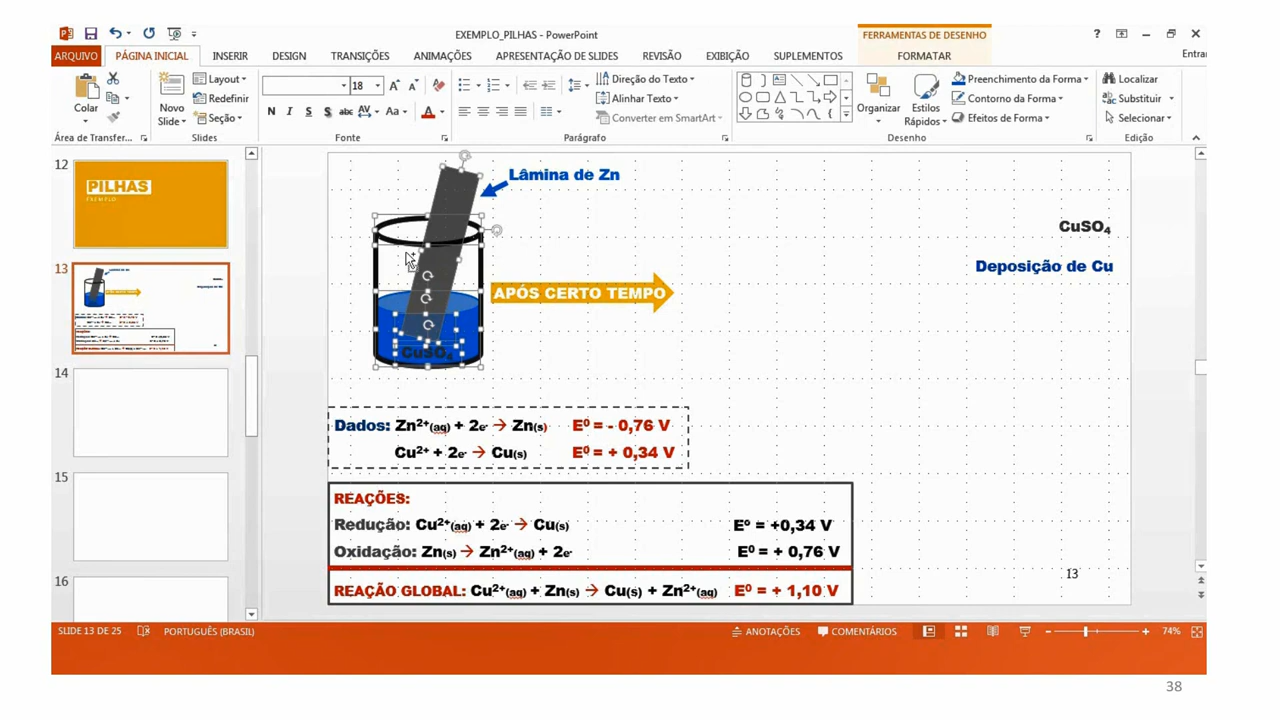 EXEMPLO_PILHAS - PowerPoint
FERRAMENTAS DE DESENHO
?
ARQUIVO
PÁGINA INICIAL
INSERIR
DESIGN
TRANSIÇÕES
ANIMAÇÕES
APRESENTAÇÃO DE SLIDES
REVISÃO
EXIBIÇÃO
SUPLEMENTOS
FORMATAR
Entrar
Colar
Novo
Slide
Layout
Redefinir
Seção
18
N I S S abc AV Aa A
Direção do Texto
Alinhar Texto
Converter em SmartArt
Organizar
Estilos
Rápidos
Preenchimento da Forma
Contorno da Forma
Efeitos de Forma
Localizar
Substituir
Selecionar
Área de Transfer...
Slides
Fonte
Parágrafo
Desenho
Edição
12
PILHAS
EXEMPLO
13
14
15
16
Lâmina de Zn
CuSO₄
Deposição de Cu
APÓS CERTO TEMPO
CuSO₄
Dados: Zn²⁺(aq) + 2e⁻ → Zn(s) E⁰ = - 0,76 V
Cu²⁺ + 2e⁻ → Cu(s) E⁰ = + 0,34 V
REAÇÕES:
Redução: Cu²⁺(aq) + 2e⁻ → Cu(s) Eº = +0,34 V
Oxidação: Zn(s) → Zn²⁺(aq) + 2e⁻ E⁰ = + 0,76 V
REAÇÃO GLOBAL: Cu²⁺(aq) + Zn(s) → Cu(s) + Zn²⁺(aq) E⁰ = + 1,10 V
13
SLIDE 13 DE 25
PORTUGUÊS (BRASIL)
ANOTAÇÕES
COMENTÁRIOS
74%
38